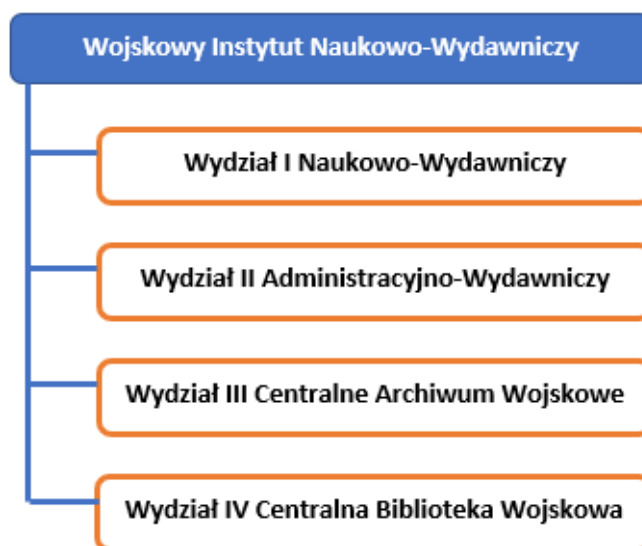 Wojskowy Instytut Naukowo-Wydawniczy
Wydział I Naukowo-Wydawniczy
Wydział II Administracyjno-Wydawniczy
Wydział III Centralne Archiwum Wojskowe
Wydział IV Centralna Biblioteka Wojskowa